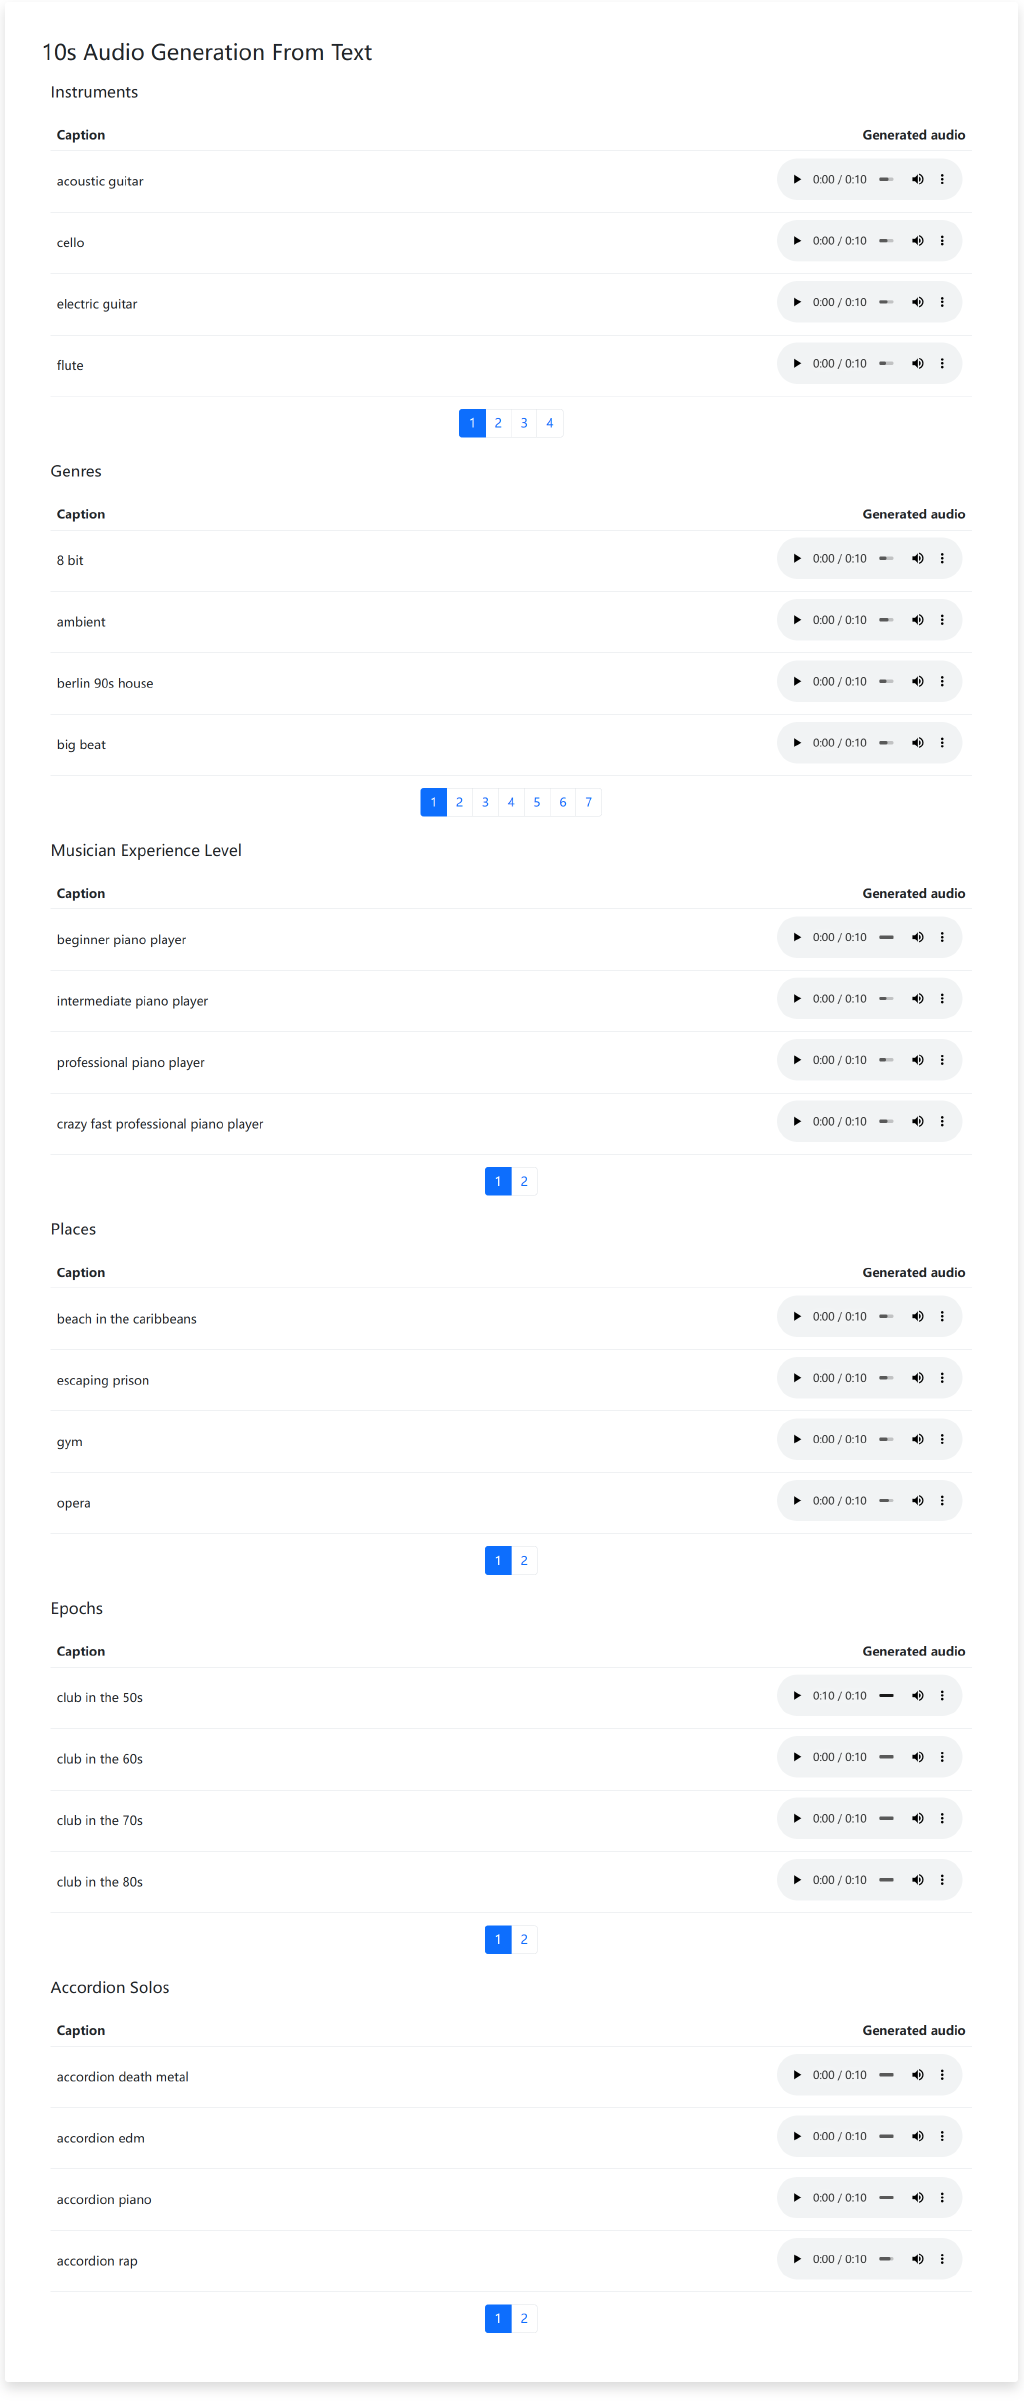 10s Audio Generation From Text
Instruments
Caption Generated audio
acoustic guitar 0:00 / 0:10
cello 0:00 / 0:10
electric guitar 0:00 / 0:10
flute 0:00 / 0:10
1 2 3 4
Genres
Caption Generated audio
8 bit 0:00 / 0:10
ambient 0:00 / 0:10
berlin 90s house 0:00 / 0:10
big beat 0:00 / 0:10
1 2 3 4 5 6 7
Musician Experience Level
Caption Generated audio
beginner piano player 0:00 / 0:10
intermediate piano player 0:00 / 0:10
professional piano player 0:00 / 0:10
crazy fast professional piano player 0:00 / 0:10
1 2
Places
Caption Generated audio
beach in the caribbeans 0:00 / 0:10
escaping prison 0:00 / 0:10
gym 0:00 / 0:10
opera 0:00 / 0:10
1 2
Epochs
Caption Generated audio
club in the 50s 0:10 / 0:10
club in the 60s 0:00 / 0:10
club in the 70s 0:00 / 0:10
club in the 80s 0:00 / 0:10
1 2
Accordion Solos
Caption Generated audio
accordion death metal 0:00 / 0:10
accordion edm 0:00 / 0:10
accordion piano 0:00 / 0:10
accordion rap 0:00 / 0:10
1 2